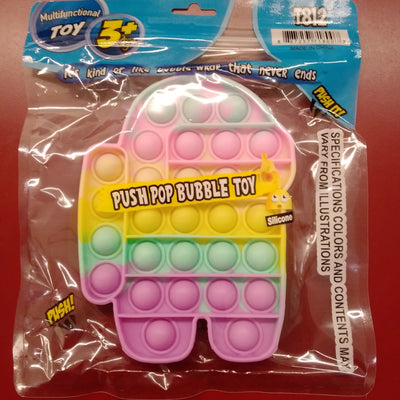 Multifunctional
TOY
3+
T812
MADE IN CHINA
It's kind of like bubble wrap that never ends
PUSH IT!
PUSH POP BUBBLE TOY
Silicone
SPECIFICATIONS COLORS AND CONTENTS MAY
VARY FROM ILLUSTRATIONS
PUSH!